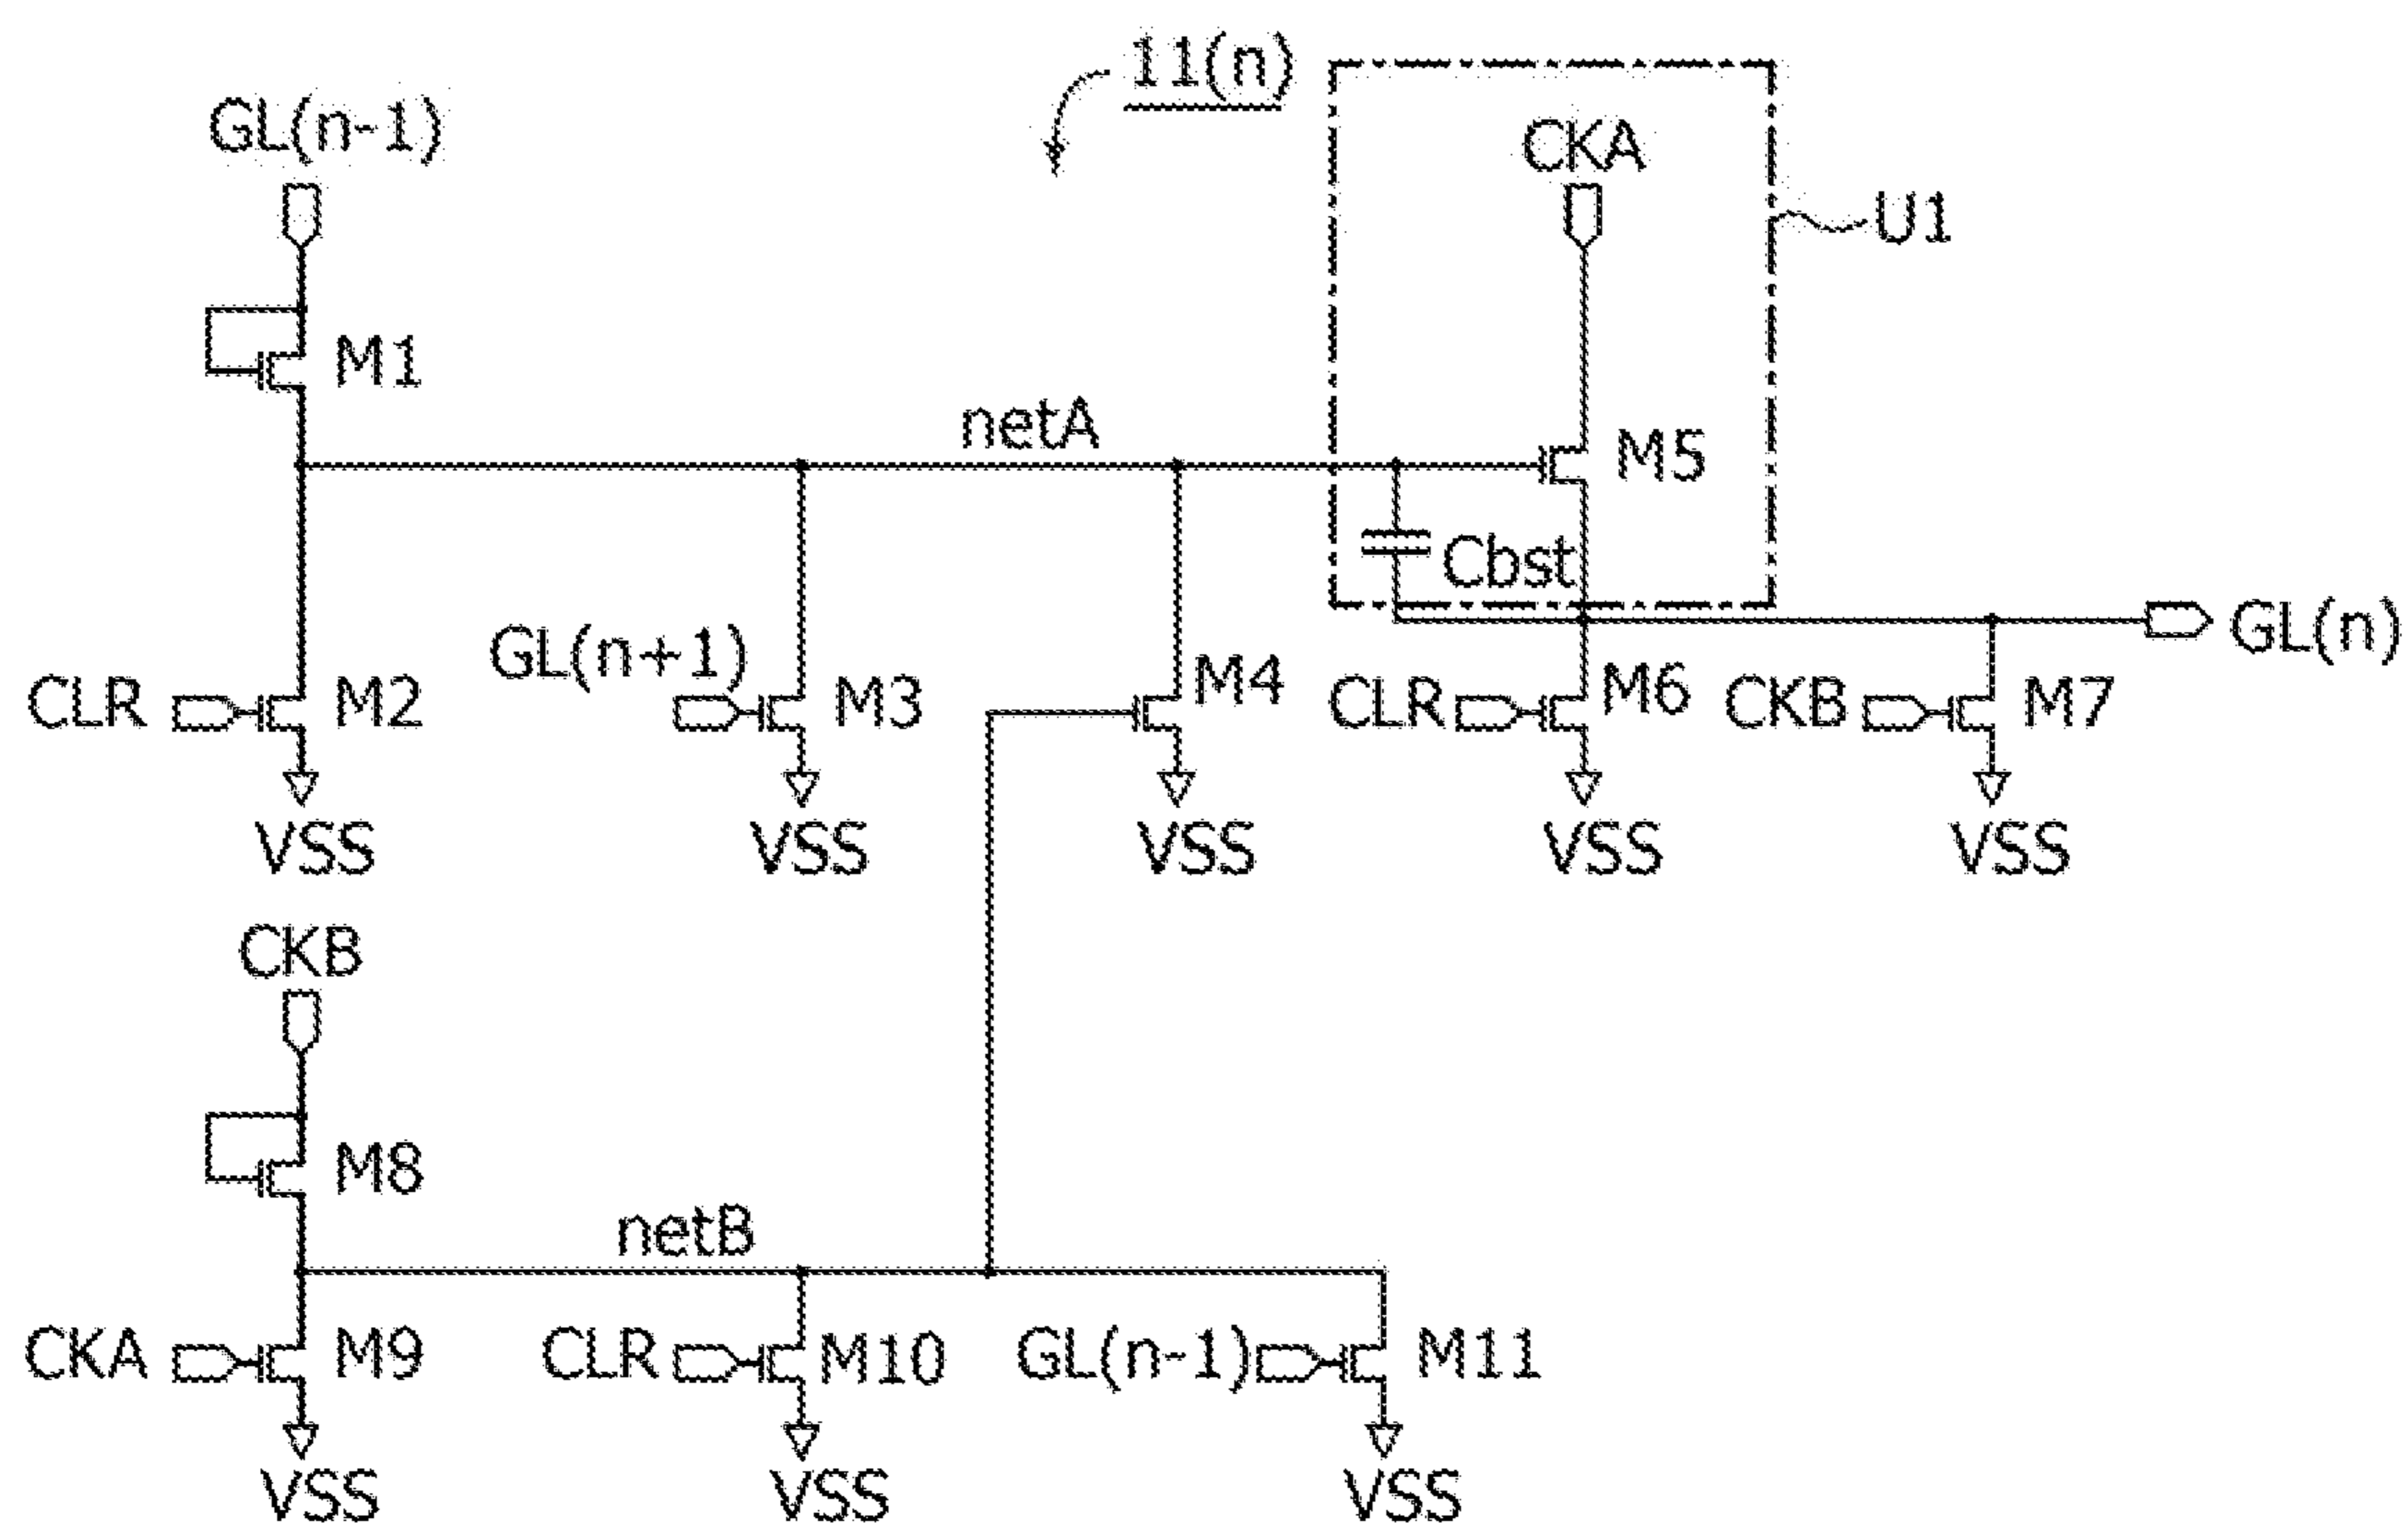 11(n)
GL(n-1)
CKA
U1
M1
netA
M5
Cbst
GL(n)
GL(n+1)
CLR
M2
M3
M4
CLR
M6
CKB
M7
VSS
VSS
VSS
VSS
VSS
CKB
M8
netB
CKA
M9
CLR
M10
GL(n-1)
M11
VSS
VSS
VSS